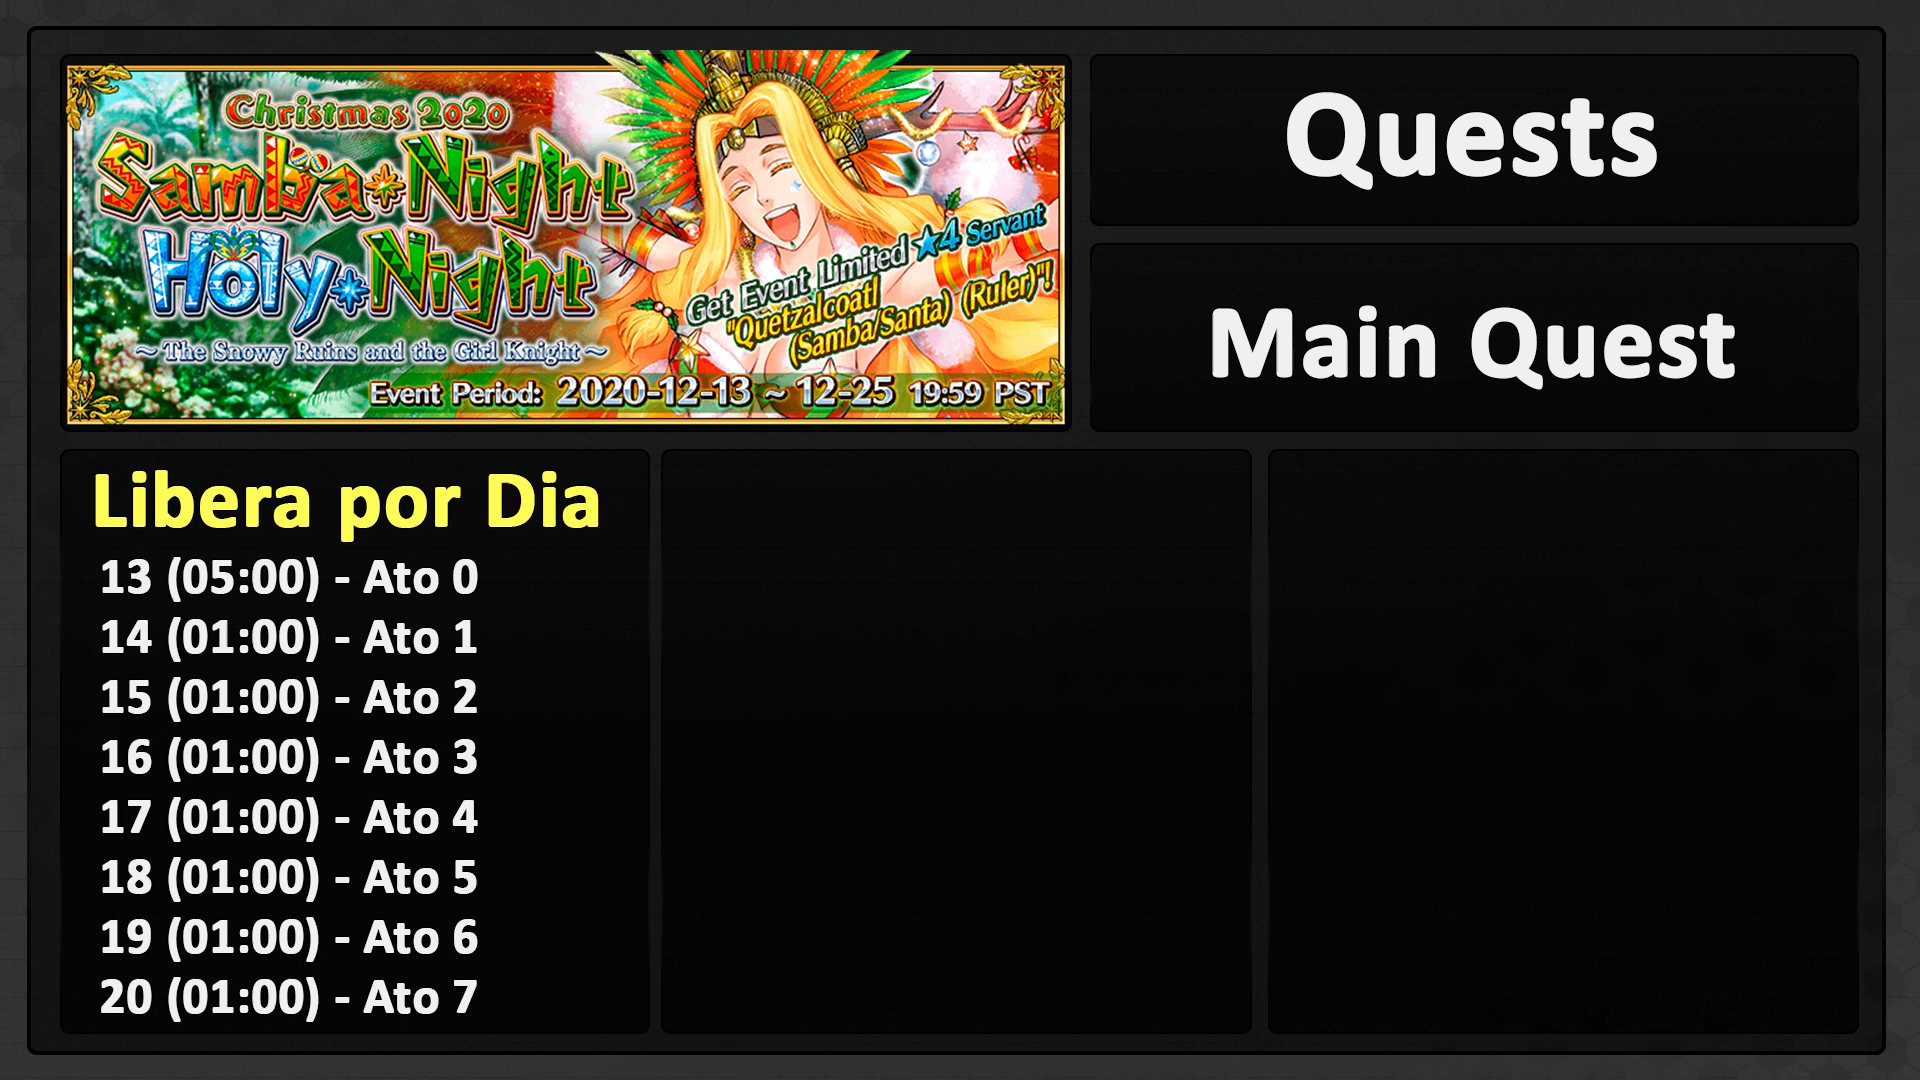 Christmas 2020
Samba Night
Holy Night
~The Snowy Ruins and the Girl Knight~
Get Event Limited ★4 Servant
"Quetzalcoatl
(Samba/Santa) (Ruler)"!
Event Period: 2020-12-13 ~ 12-25 19:59 PST
Quests
Main Quest
Libera por Dia
13 (05:00) - Ato 0
14 (01:00) - Ato 1
15 (01:00) - Ato 2
16 (01:00) - Ato 3
17 (01:00) - Ato 4
18 (01:00) - Ato 5
19 (01:00) - Ato 6
20 (01:00) - Ato 7